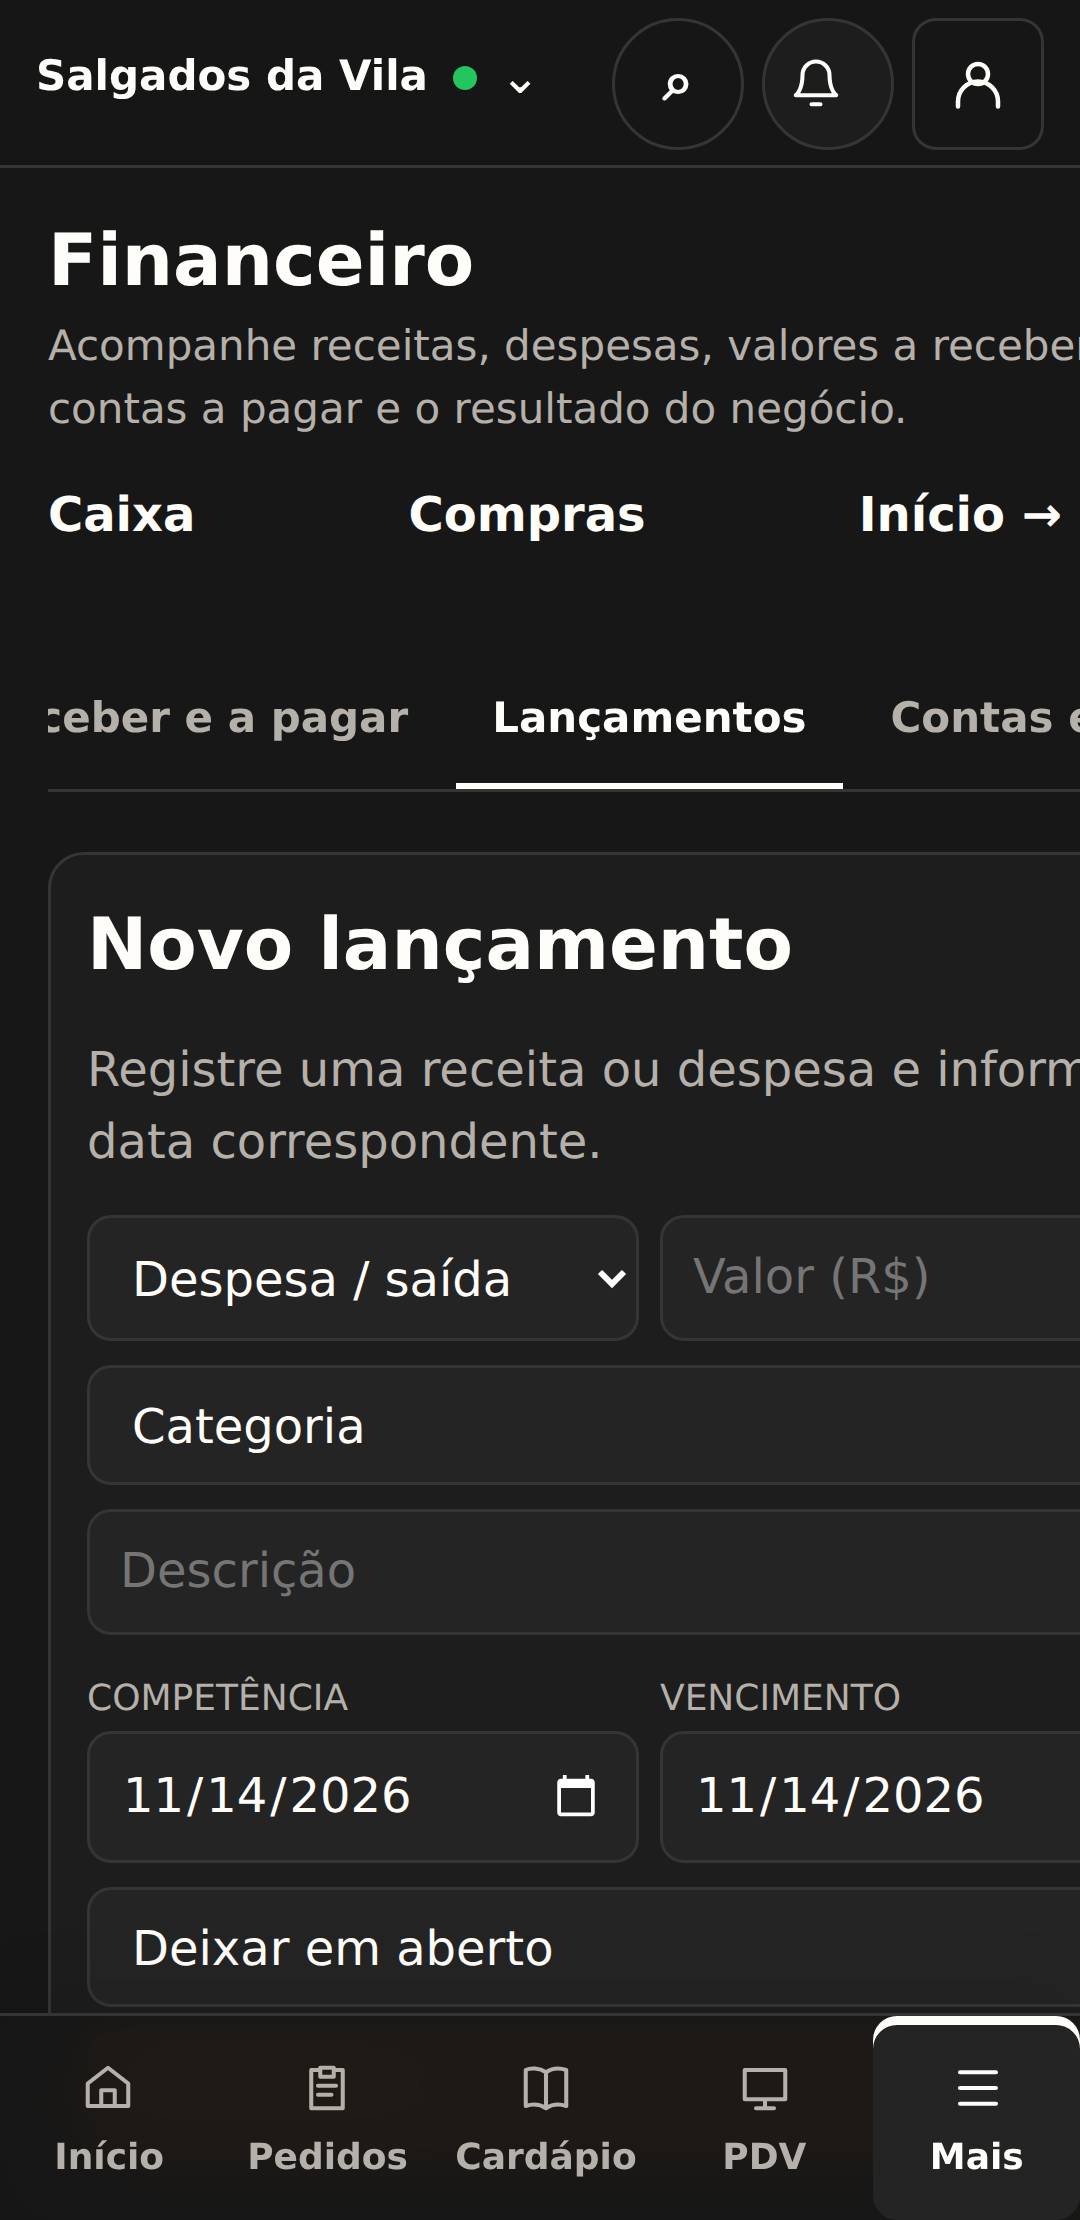 Salgados da Vila
Financeiro
Acompanhe receitas, despesas, valores a receber
contas a pagar e o resultado do negócio.
Caixa Compras Início →
ceber e a pagar Lançamentos Contas e
Novo lançamento
Registre uma receita ou despesa e inform
data correspondente.
Despesa / saída Valor (R$)
Categoria
Descrição
COMPETÊNCIA VENCIMENTO
11/14/2026 11/14/2026
Deixar em aberto
Início Pedidos Cardápio PDV Mais